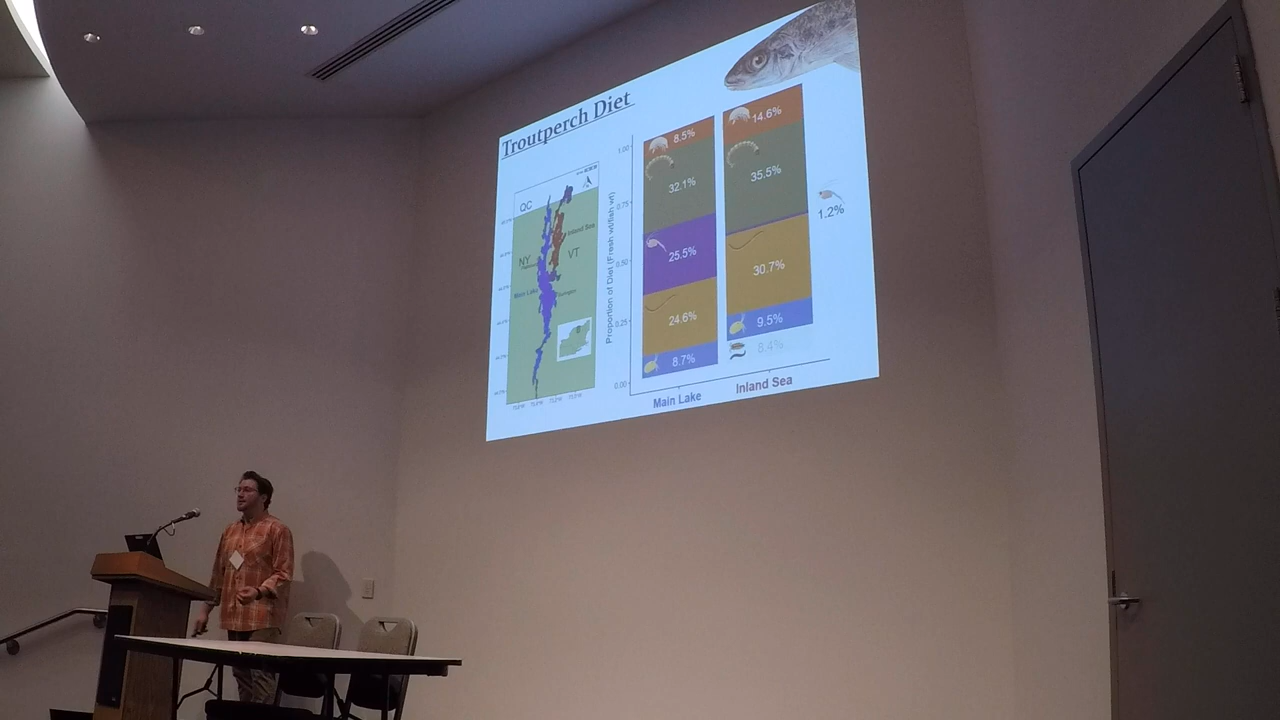 Troutperch Diet
QC
NY
VT
Inland Sea
Main Lake
Proportion of Diet (Fresh wt/fish wt)
1.00
0.75
0.50
0.25
0.00
8.5%
32.1%
25.5%
24.6%
8.7%
14.6%
35.5%
1.2%
30.7%
9.5%
8.4%
Main Lake
Inland Sea